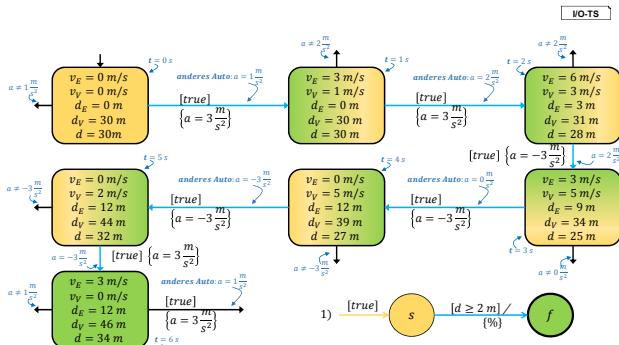 I/O-TS
t = 0 s
a ≠ 1 m/s²
v_E = 0 m/s
v_V = 0 m/s
d_E = 0 m
d_V = 30 m
d = 30m
anderes Auto: a = 1 m/s²
[true]
{a = 3 m/s²}
a ≠ 2 m/s²
t = 1 s
v_E = 3 m/s
v_V = 1 m/s
d_E = 0 m
d_V = 30 m
d = 30 m
anderes Auto: a = 2 m/s²
[true]
{a = 3 m/s²}
a ≠ 2 m/s²
t = 2 s
v_E = 6 m/s
v_V = 3 m/s
d_E = 3 m
d_V = 31 m
d = 28 m
[true] {a = −3 m/s²}
a = 2 m/s²
v_E = 3 m/s
v_V = 5 m/s
d_E = 9 m
d_V = 34 m
d = 25 m
t = 3 s
a ≠ 0 m/s²
anderes Auto: a = 0 m/s²
[true]
{a = −3 m/s²}
t = 4 s
v_E = 0 m/s
v_V = 5 m/s
d_E = 12 m
d_V = 39 m
d = 27 m
a ≠ −3 m/s²
anderes Auto: a = −3 m/s²
[true]
{a = −3 m/s²}
t = 5 s
a ≠ −3 m/s²
v_E = 0 m/s
v_V = 2 m/s
d_E = 12 m
d_V = 44 m
d = 32 m
a = −3 m/s²
[true] {a = 3 m/s²}
a ≠ 1 m/s²
v_E = 3 m/s
v_V = 0 m/s
d_E = 12 m
d_V = 46 m
d = 34 m
t = 6 s
anderes Auto: a = 1 m/s²
[true]
{a = 3 m/s²}
1)
[true]
s
[d ≥ 2 m] /
{%}
f